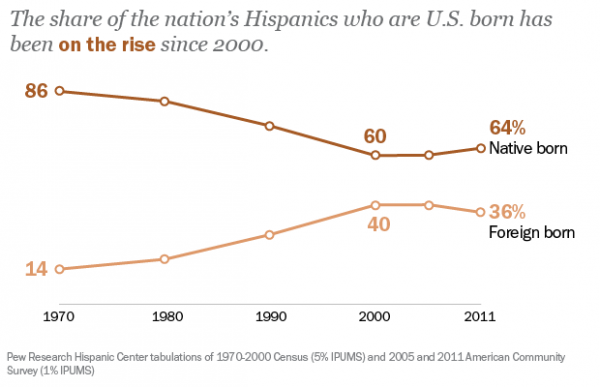 The share of the nation's Hispanics who are U.S. born has
been on the rise since 2000.
86
60
64%
Native born
14
40
36%
Foreign born
1970 1980 1990 2000 2011
Pew Research Hispanic Center tabulations of 1970-2000 Census (5% IPUMS) and 2005 and 2011 American Community
Survey (1% IPUMS)